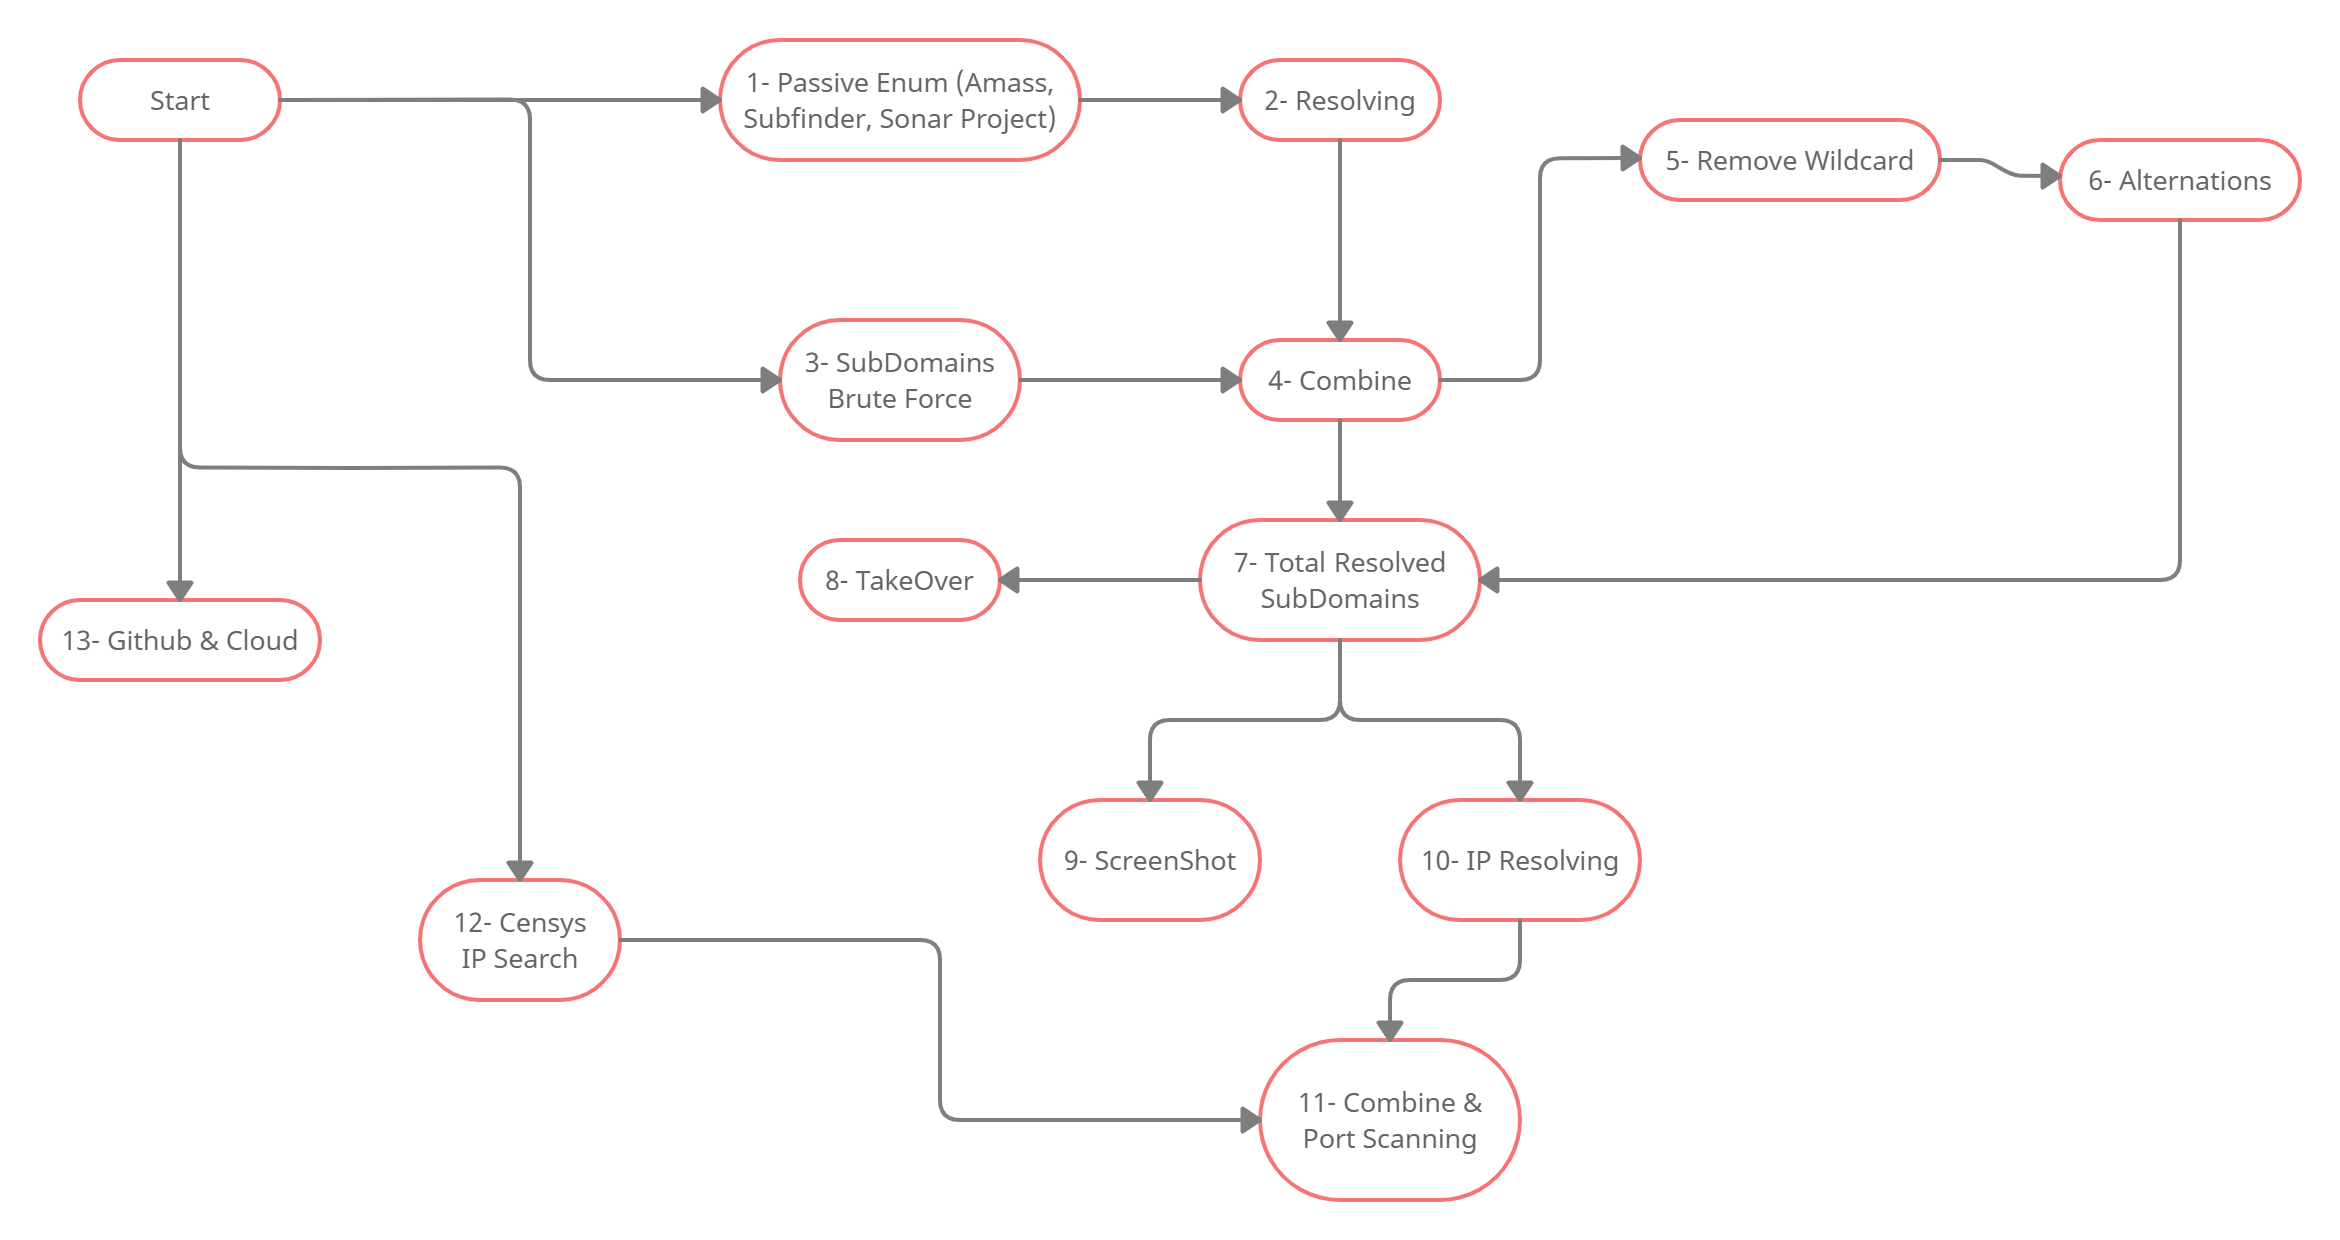 Start
1- Passive Enum (Amass,
Subfinder, Sonar Project)
2- Resolving
5- Remove Wildcard
6- Alternations
3- SubDomains
Brute Force
4- Combine
8- TakeOver
7- Total Resolved
SubDomains
13- Github & Cloud
9- ScreenShot
10- IP Resolving
12- Censys
IP Search
11- Combine &
Port Scanning